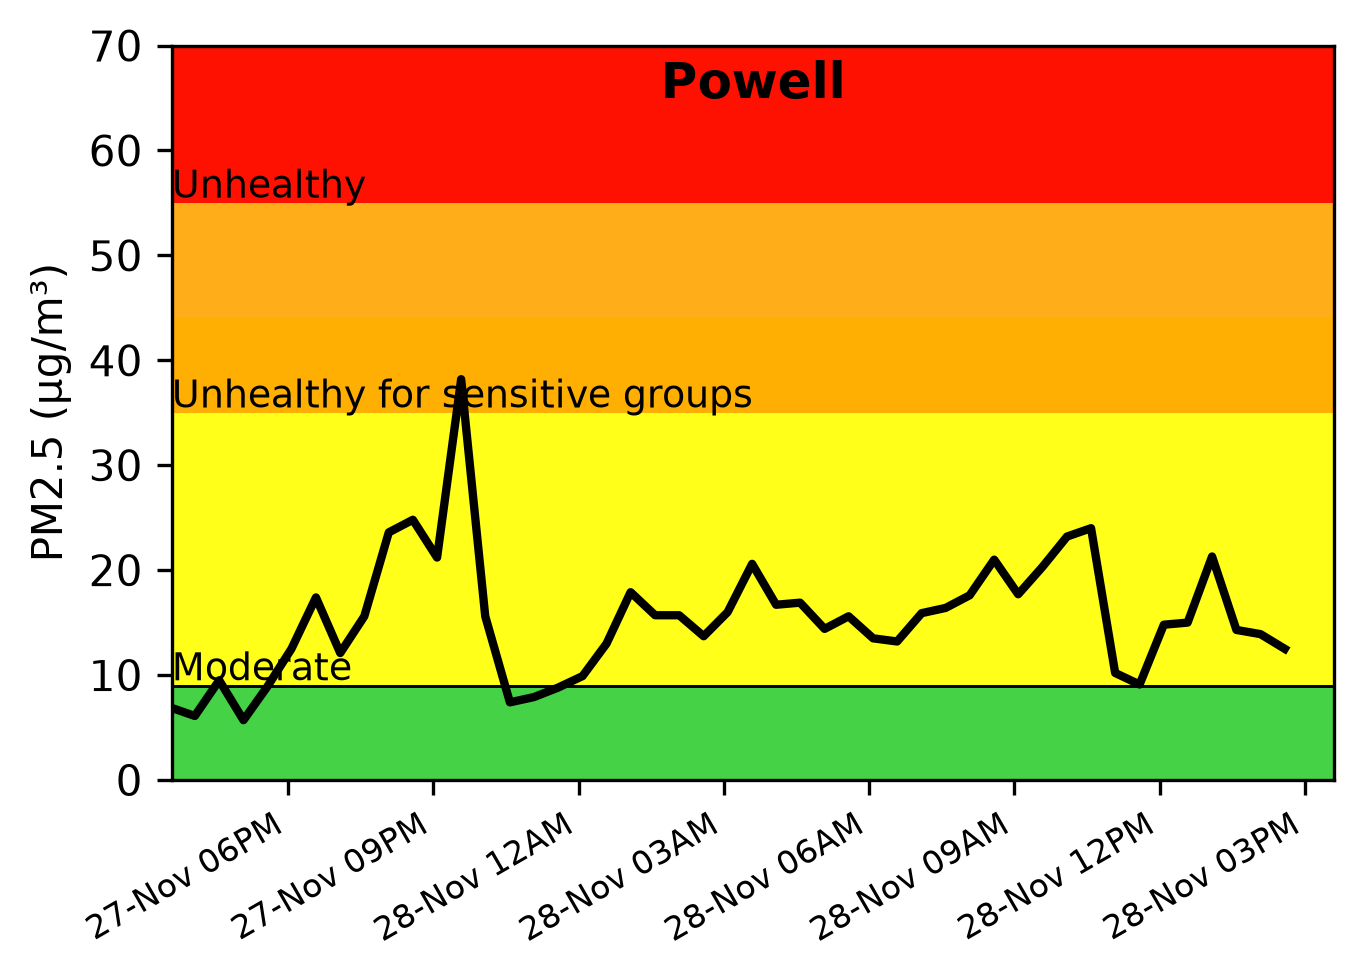 Powell
70
60
50
40
30
20
10
0
PM2.5 (µg/m³)
Unhealthy
Unhealthy for sensitive groups
Moderate
27-Nov 06PM
27-Nov 09PM
28-Nov 12AM
28-Nov 03AM
28-Nov 06AM
28-Nov 09AM
28-Nov 12PM
28-Nov 03PM